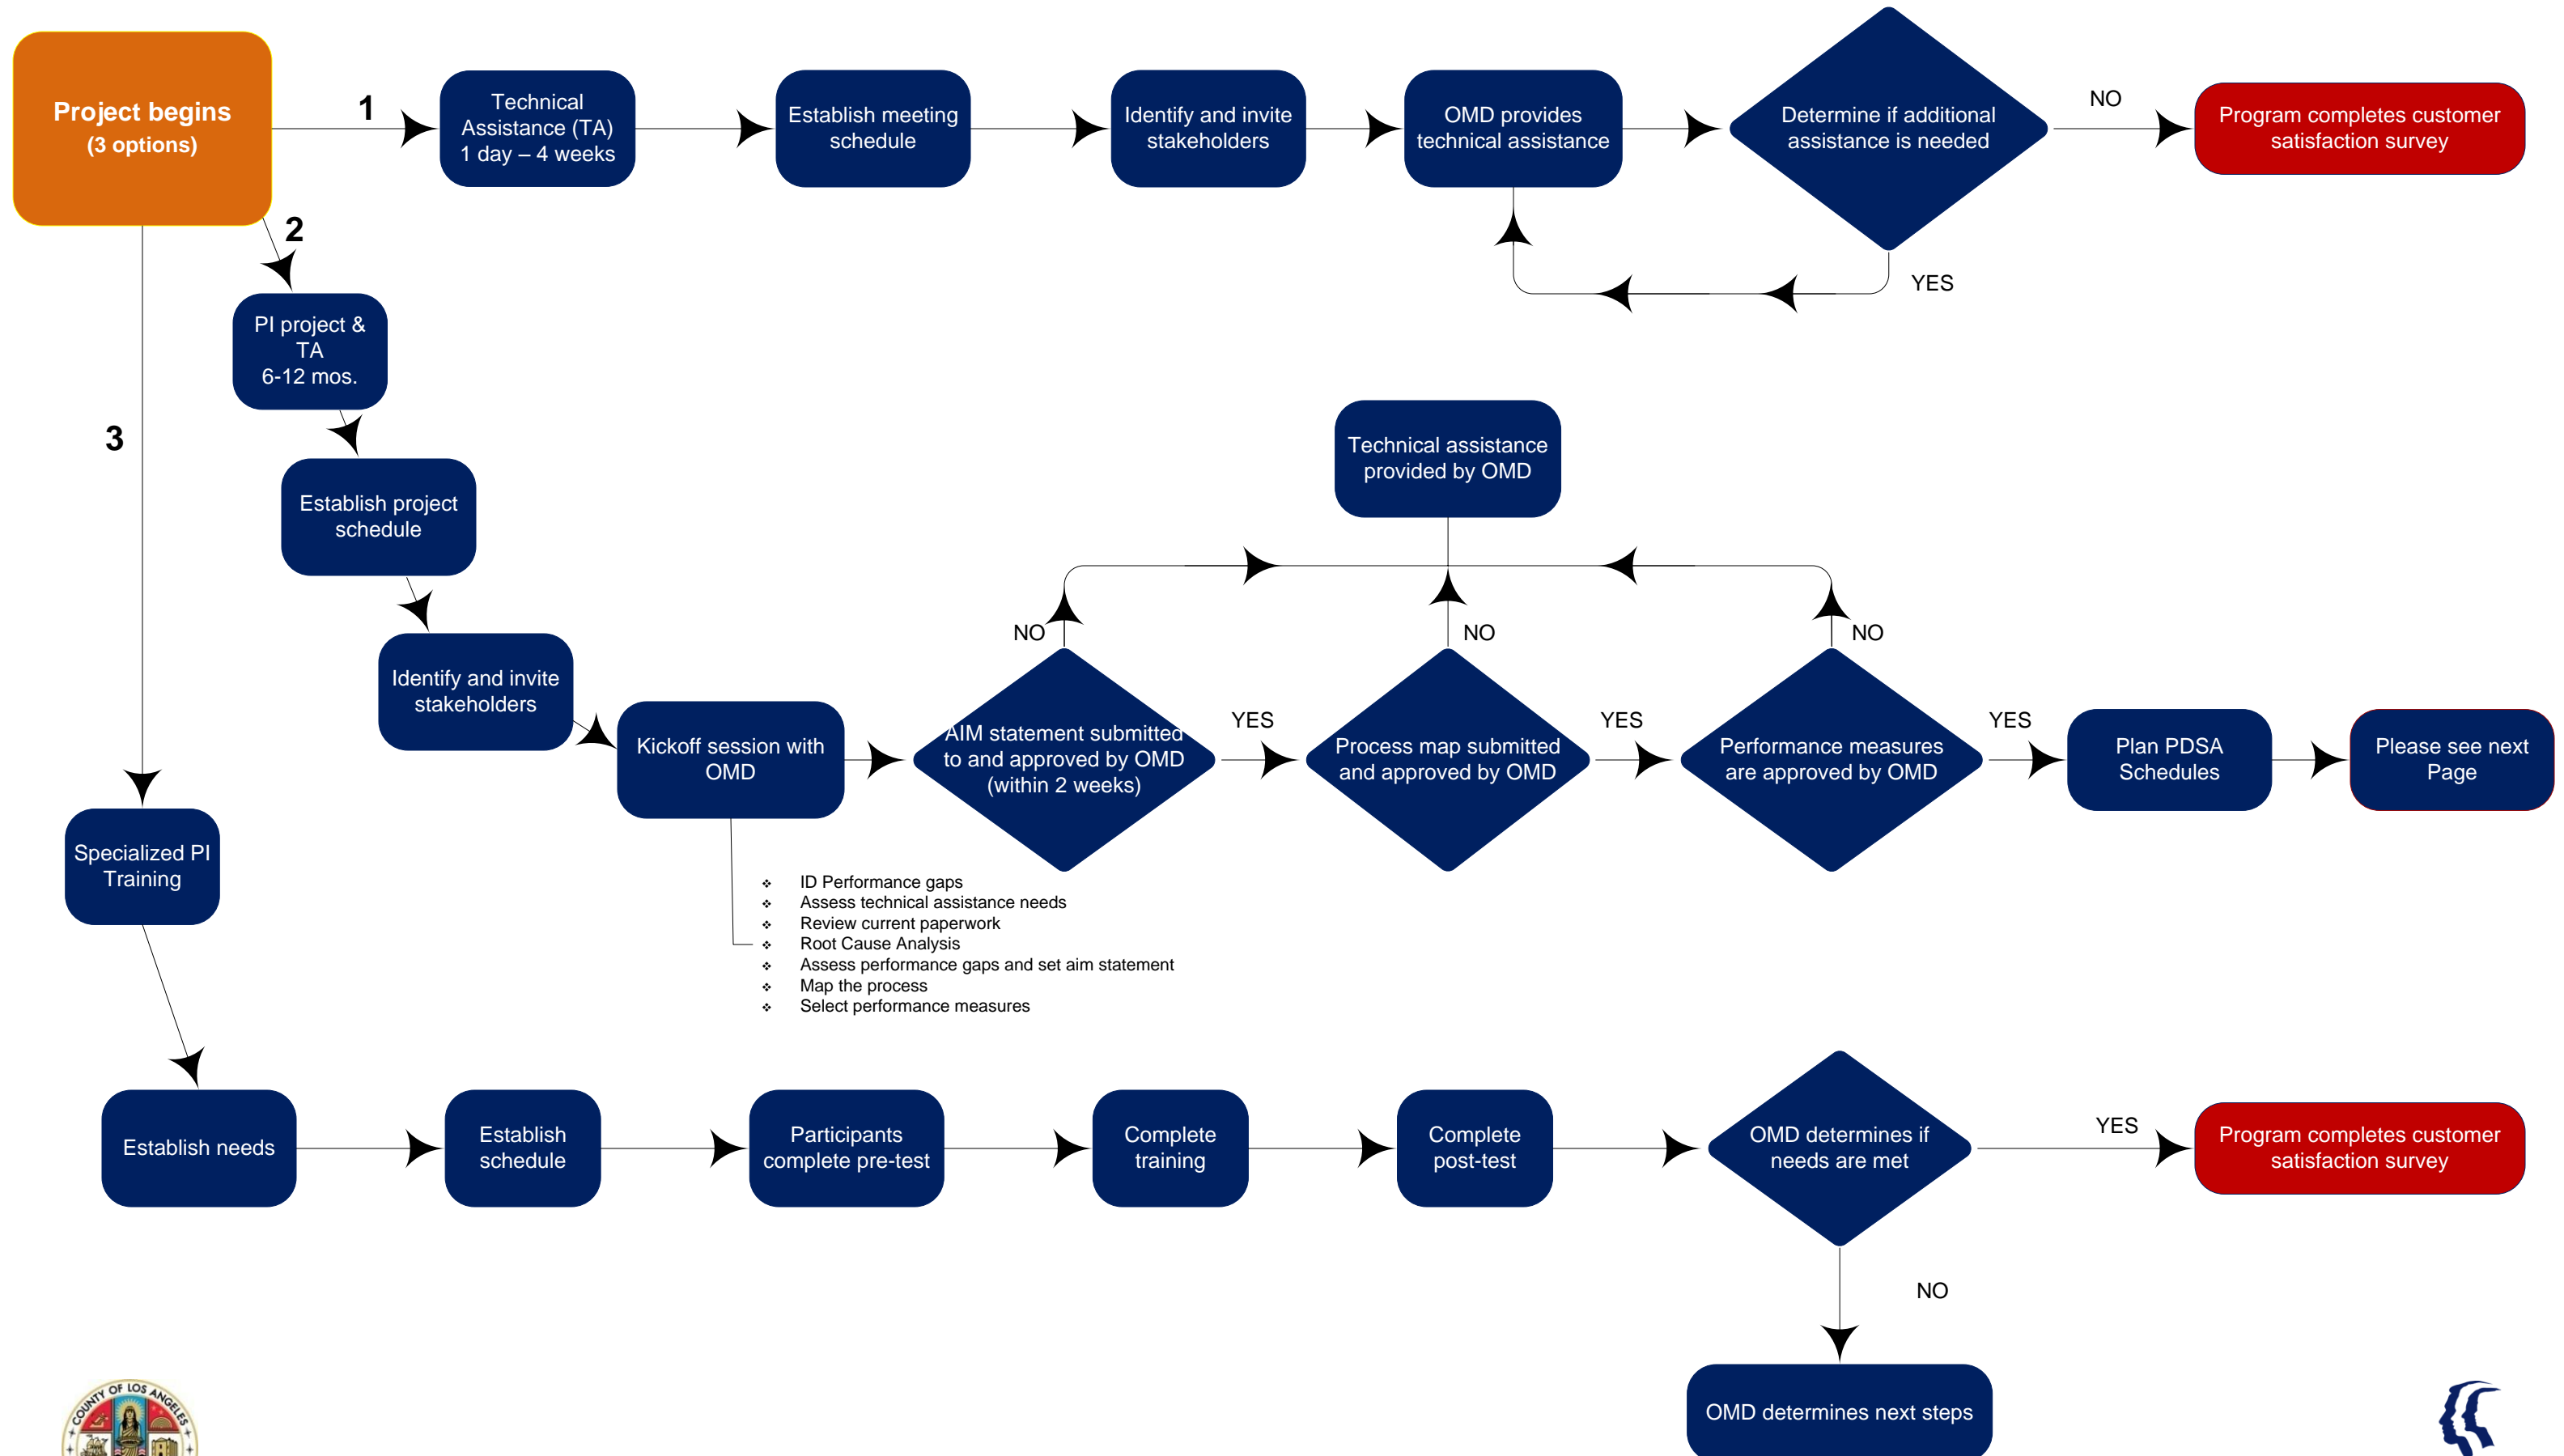 Project begins
(3 options)
1
Technical
Assistance (TA)
1 day – 4 weeks
Establish meeting
schedule
Identify and invite
stakeholders
OMD provides
technical assistance
Determine if additional
assistance is needed
NO
Program completes customer
satisfaction survey
YES
2
PI project &
TA
6-12 mos.
Establish project
schedule
Identify and invite
stakeholders
Kickoff session with
OMD
❖ ID Performance gaps
❖ Assess technical assistance needs
❖ Review current paperwork
❖ Root Cause Analysis
❖ Assess performance gaps and set aim statement
❖ Map the process
❖ Select performance measures
AIM statement submitted
to and approved by OMD
(within 2 weeks)
NO
YES
Technical assistance
provided by OMD
Process map submitted
and approved by OMD
NO
YES
Performance measures
are approved by OMD
NO
YES
Plan PDSA
Schedules
Please see next
Page
3
Specialized PI
Training
Establish needs
Establish
schedule
Participants
complete pre-test
Complete
training
Complete
post-test
OMD determines if
needs are met
YES
Program completes customer
satisfaction survey
NO
OMD determines next steps
COUNTY OF LOS ANGELES